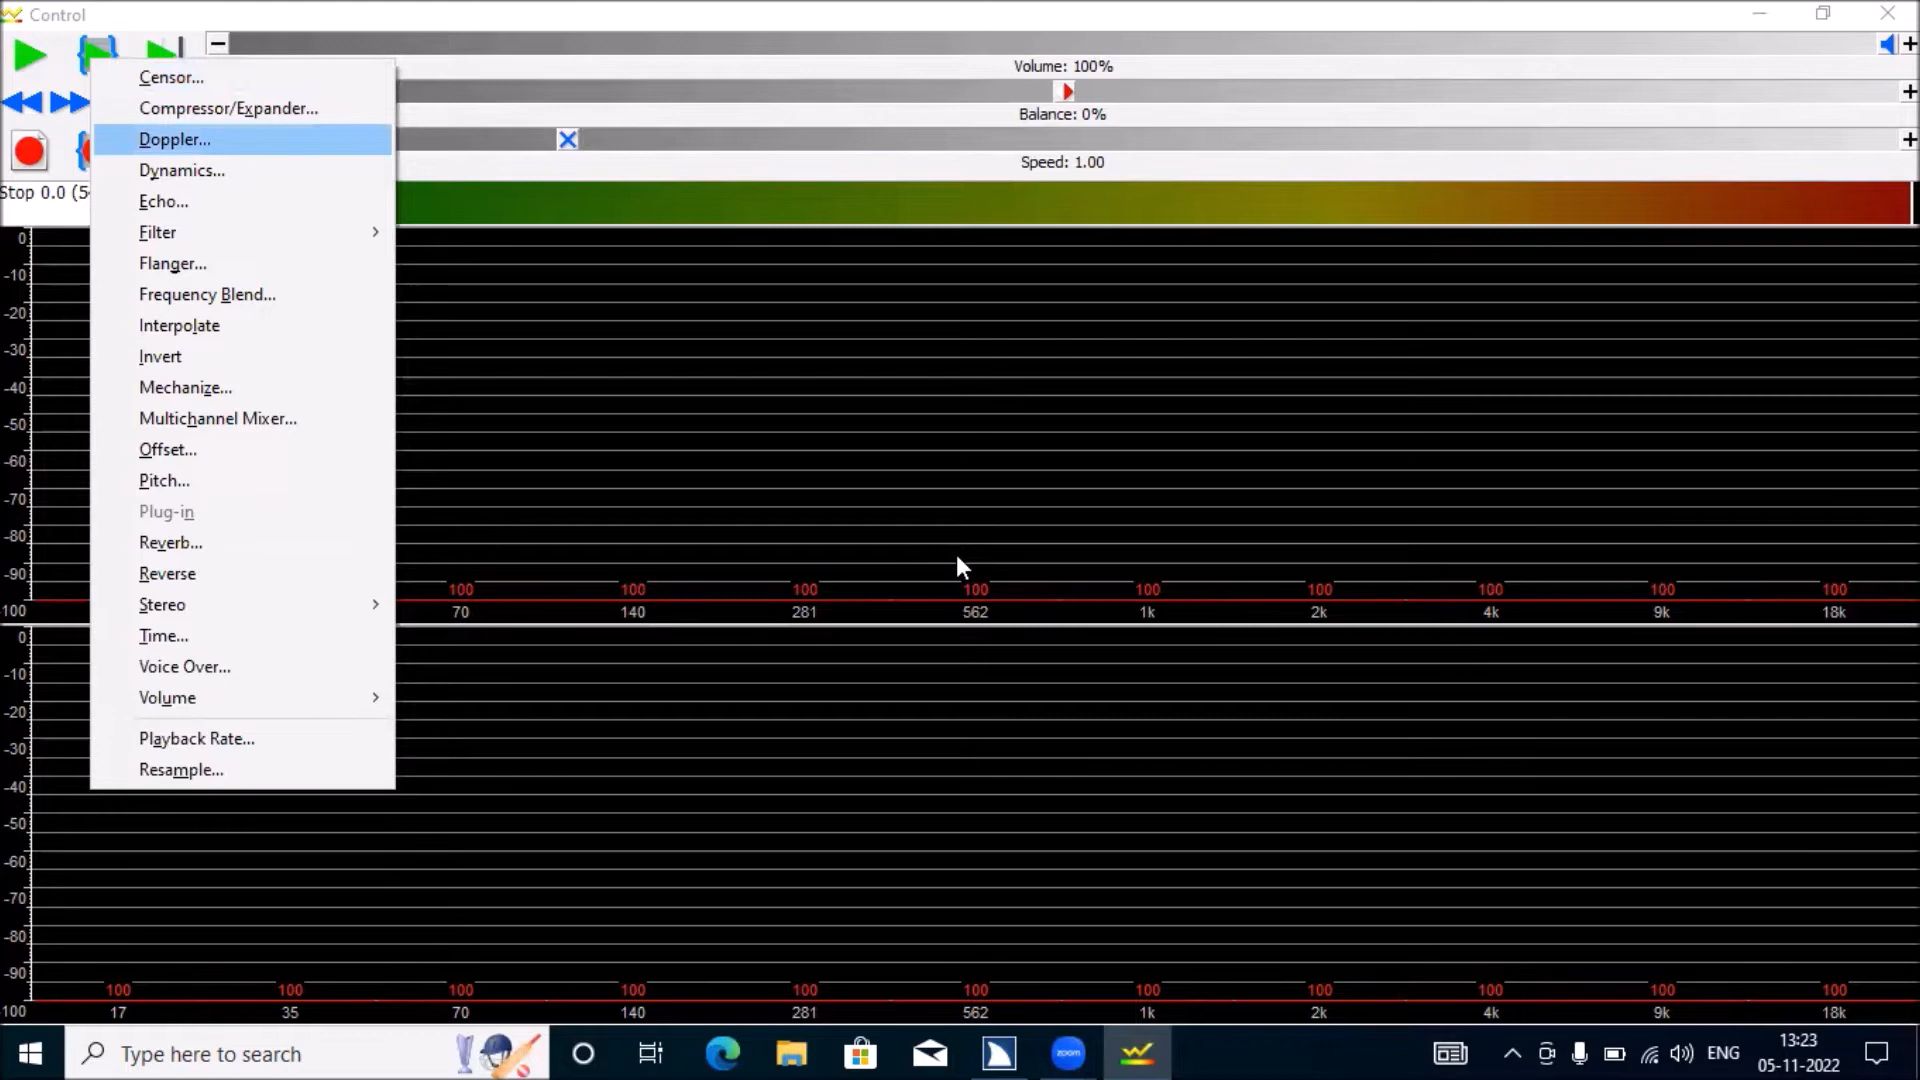 Control
Volume: 100%
Balance: 0%
Speed: 1.00
Stop 0.0 (5
Censor...
Compressor/Expander...
Doppler...
Dynamics...
Echo...
Filter
Flanger...
Frequency Blend...
Interpolate
Invert
Mechanize...
Multichannel Mixer...
Offset...
Pitch...
Plug-in
Reverb...
Reverse
Stereo
Time...
Voice Over...
Volume
Playback Rate...
Resample...
0
-10
-20
-30
-40
-50
-60
-70
-80
-90
-100
100 100 100 100 100 100 100 100 100
70 140 281 562 1k 2k 4k 9k 18k
0
-10
-20
-30
-40
-50
-60
-70
-80
-90
-100
100 100 100 100 100 100 100 100 100 100 100
17 35 70 140 281 562 1k 2k 4k 9k 18k
Type here to search
zoom
ENG
13:23
05-11-2022